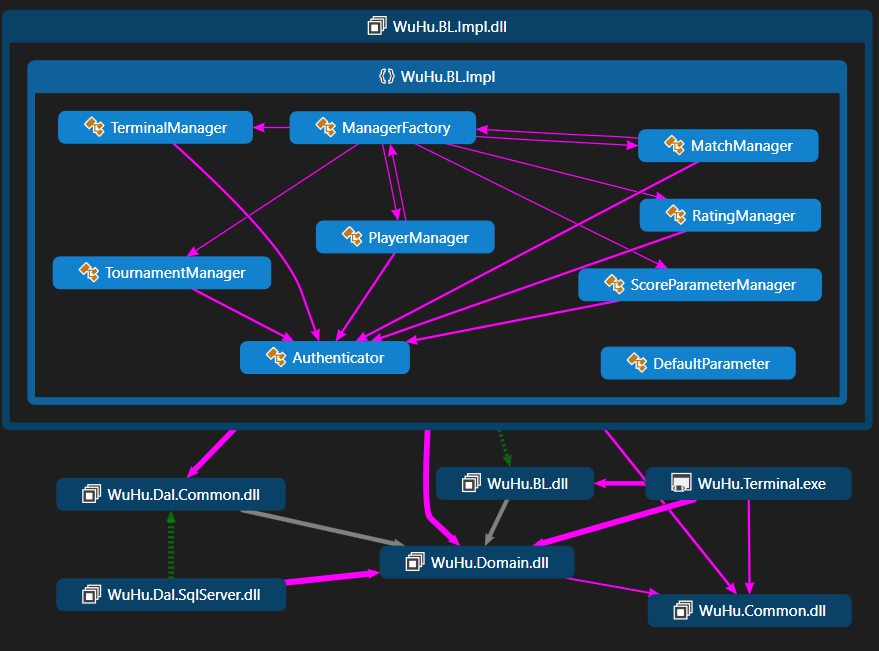 WuHu.BL.Impl.dll
WuHu.BL.Impl
TerminalManager
ManagerFactory
MatchManager
RatingManager
PlayerManager
TournamentManager
ScoreParameterManager
Authenticator
DefaultParameter
WuHu.Dal.Common.dll
WuHu.BL.dll
WuHu.Terminal.exe
WuHu.Domain.dll
WuHu.Dal.SqlServer.dll
WuHu.Common.dll